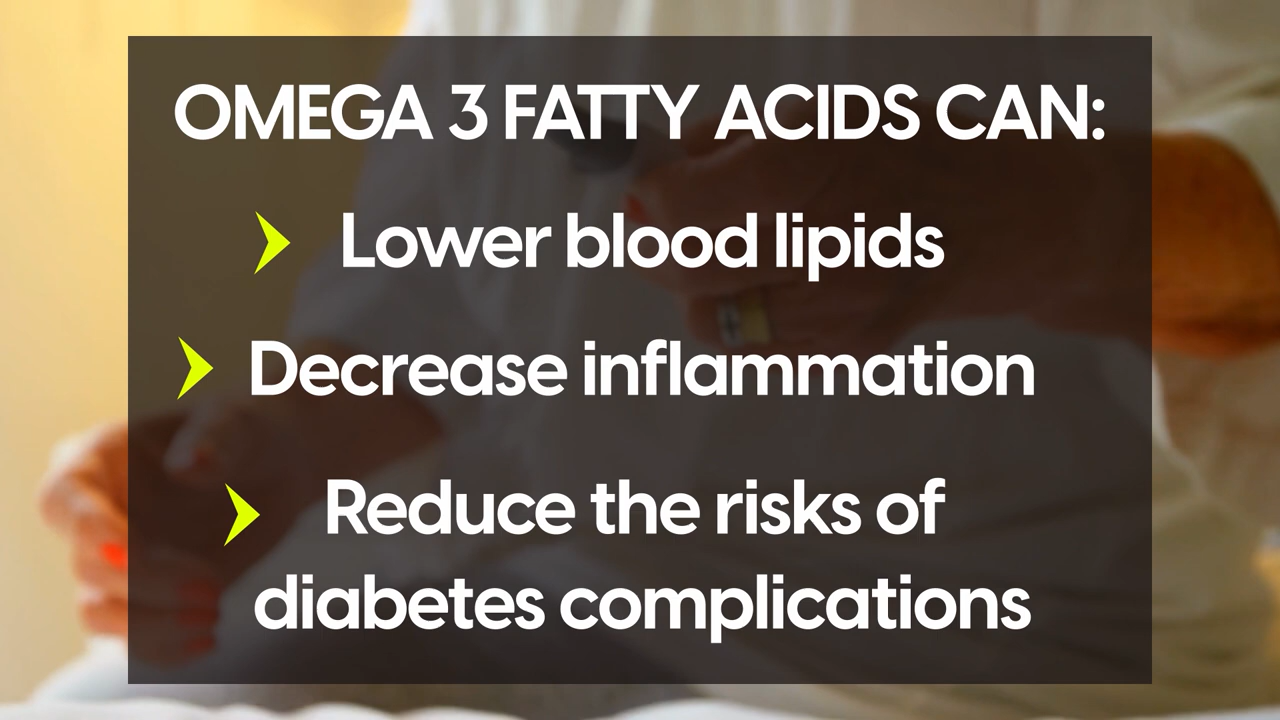 OMEGA 3 FATTY ACIDS CAN:
Lower blood lipids
Decrease inflammation
Reduce the risks of
diabetes complications